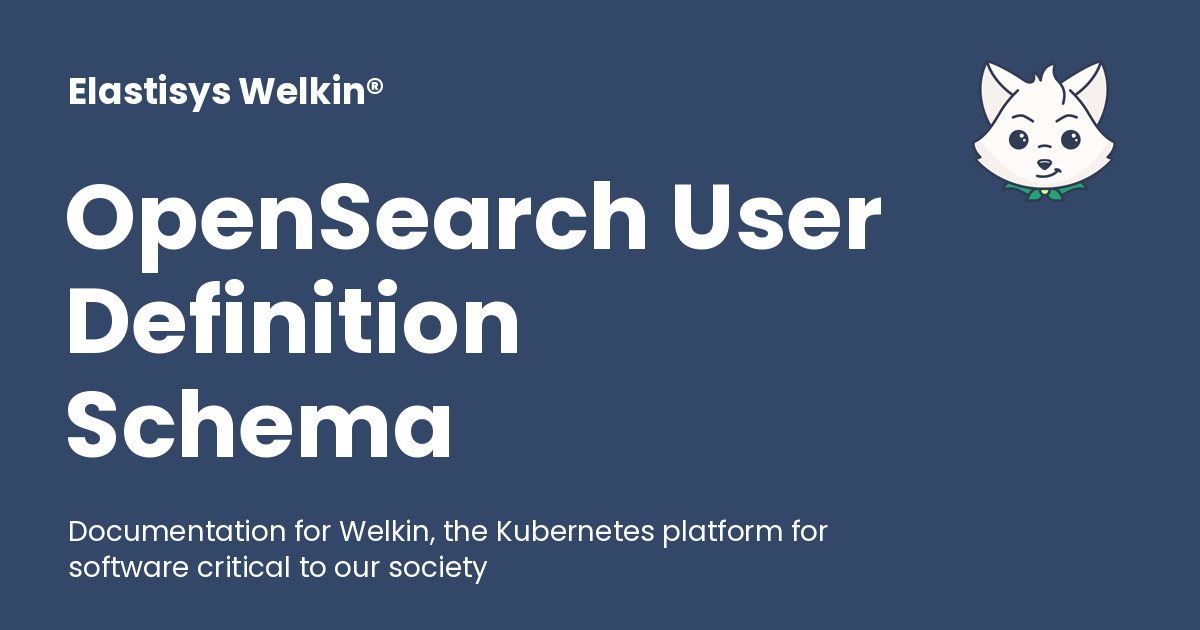 Elastisys Welkin®
OpenSearch User
Definition
Schema
Documentation for Welkin, the Kubernetes platform for
software critical to our society